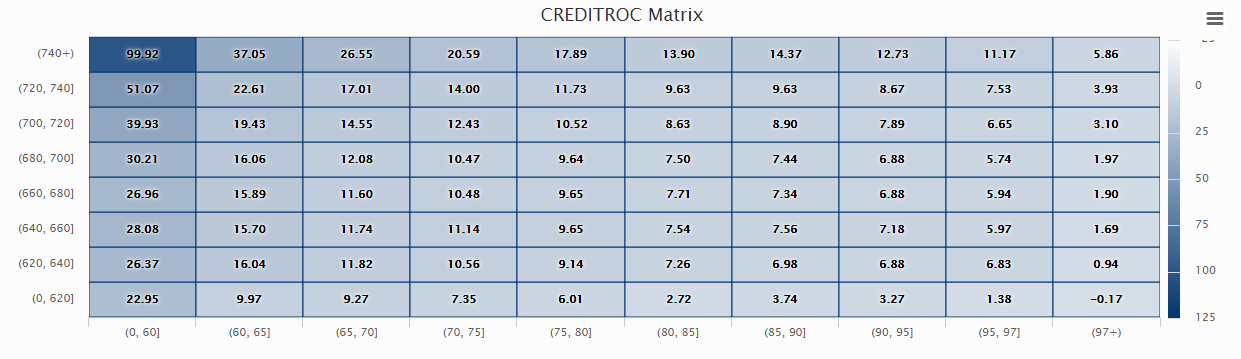 CREDITROC Matrix
(740+) 99.92 37.05 26.55 20.59 17.89 13.90 14.37 12.73 11.17 5.86
(720, 740] 51.07 22.61 17.01 14.00 11.73 9.63 9.63 8.67 7.53 3.93 0
(700, 720] 39.93 19.43 14.55 12.43 10.52 8.63 8.90 7.89 6.65 3.10 25
(680, 700] 30.21 16.06 12.08 10.47 9.64 7.50 7.44 6.88 5.74 1.97 50
(660, 680] 26.96 15.89 11.60 10.48 9.65 7.71 7.34 6.88 5.94 1.90
(640, 660] 28.08 15.70 11.74 11.14 9.65 7.54 7.56 7.18 5.97 1.69 75
(620, 640] 26.37 16.04 11.82 10.56 9.14 7.26 6.98 6.88 6.83 0.94 100
(0, 620] 22.95 9.97 9.27 7.35 6.01 2.72 3.74 3.27 1.38 -0.17 125
(0, 60] (60, 65] (65, 70] (70, 75] (75, 80] (80, 85] (85, 90] (90, 95] (95, 97] (97+)